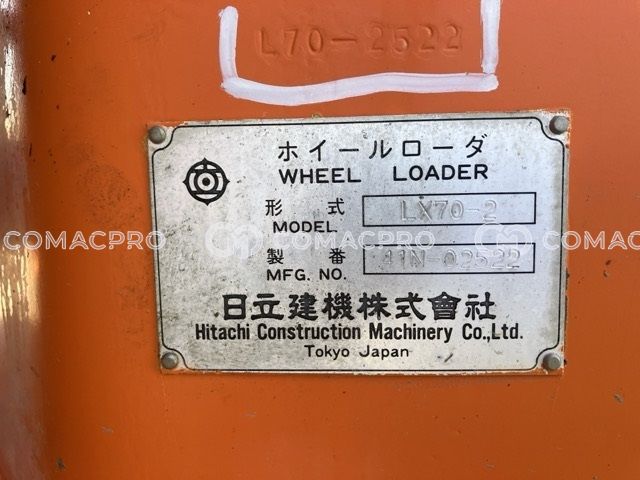 L70-2522
ホイールローダ
WHEEL LOADER
形 式
MODEL
LX70-2
製 番
MFG. NO.
41N-02522
日立建機株式會社
Hitachi Construction Machinery Co.,Ltd.
Tokyo Japan
COMACPRO
COMACPRO
COMAC